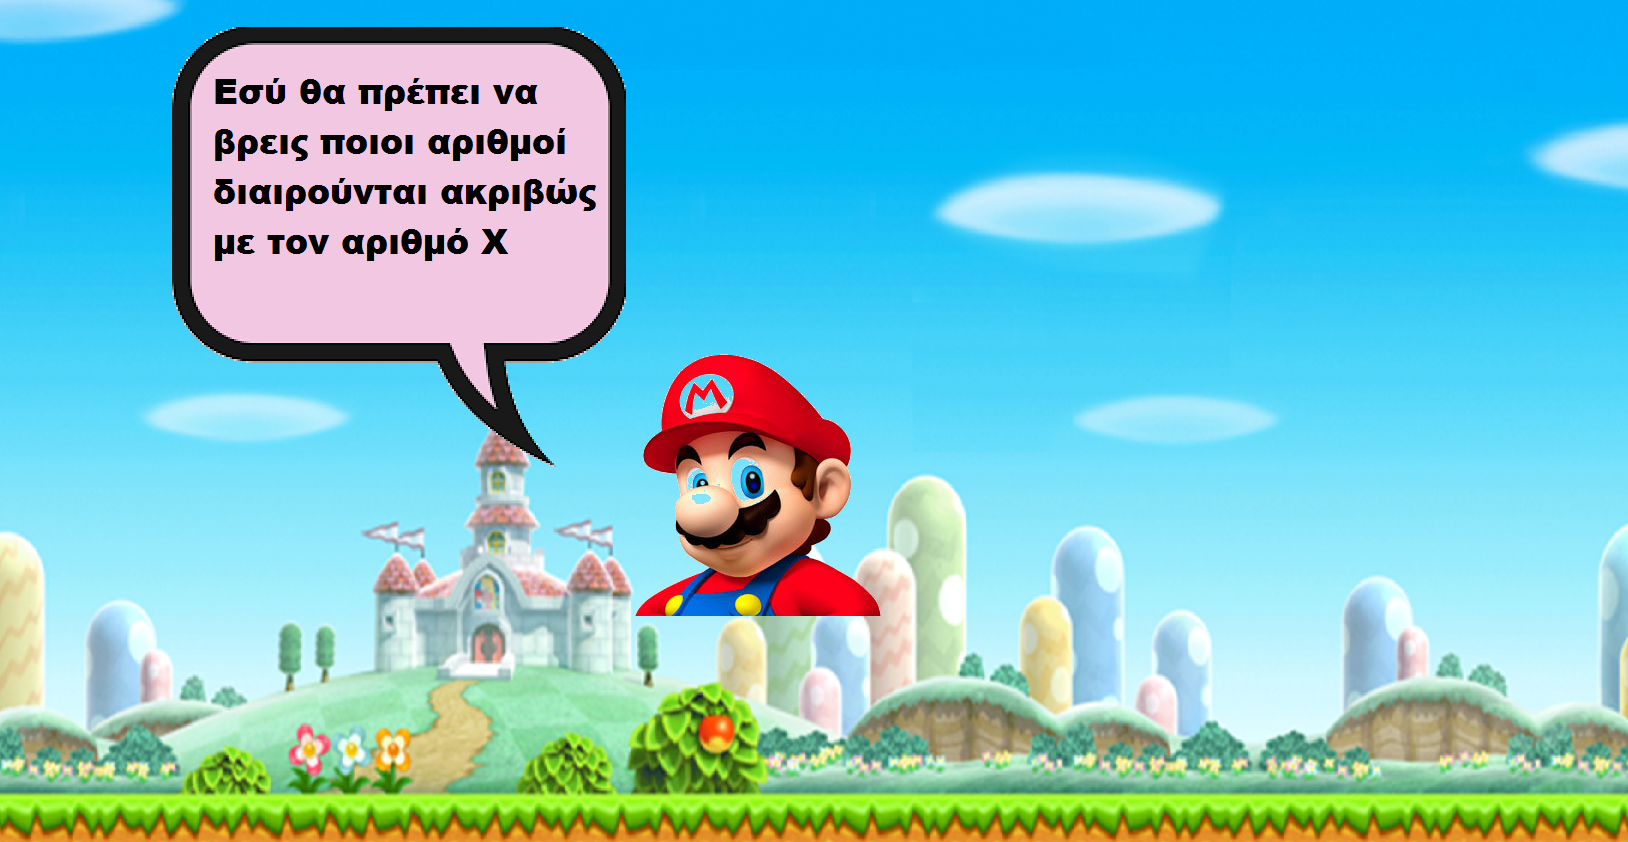 Εσύ θα πρέπει να
βρεις ποιοι αριθμοί
διαιρούνται ακριβώς
με τον αριθμό Χ
M